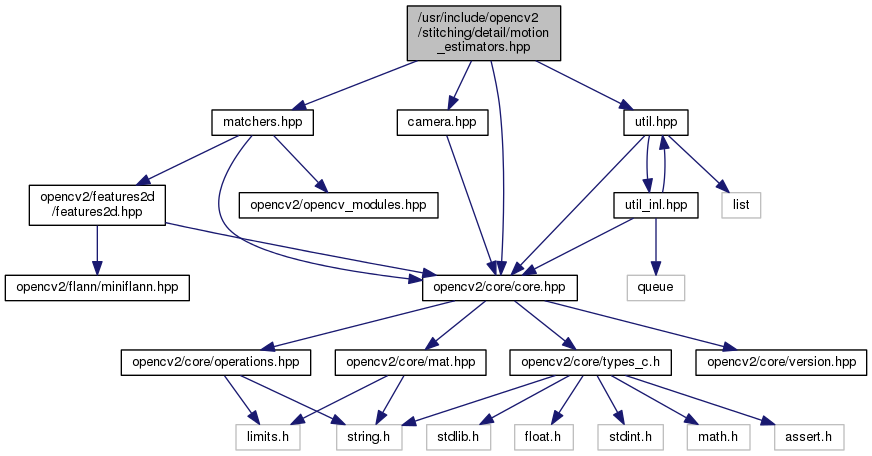 /usr/include/opencv2
/stitching/detail/motion
_estimators.hpp
matchers.hpp
camera.hpp
util.hpp
opencv2/features2d
/features2d.hpp
opencv2/opencv_modules.hpp
util_inl.hpp
list
opencv2/flann/miniflann.hpp
opencv2/core/core.hpp
queue
opencv2/core/operations.hpp
opencv2/core/mat.hpp
opencv2/core/types_c.h
opencv2/core/version.hpp
limits.h
string.h
stdlib.h
float.h
stdint.h
math.h
assert.h